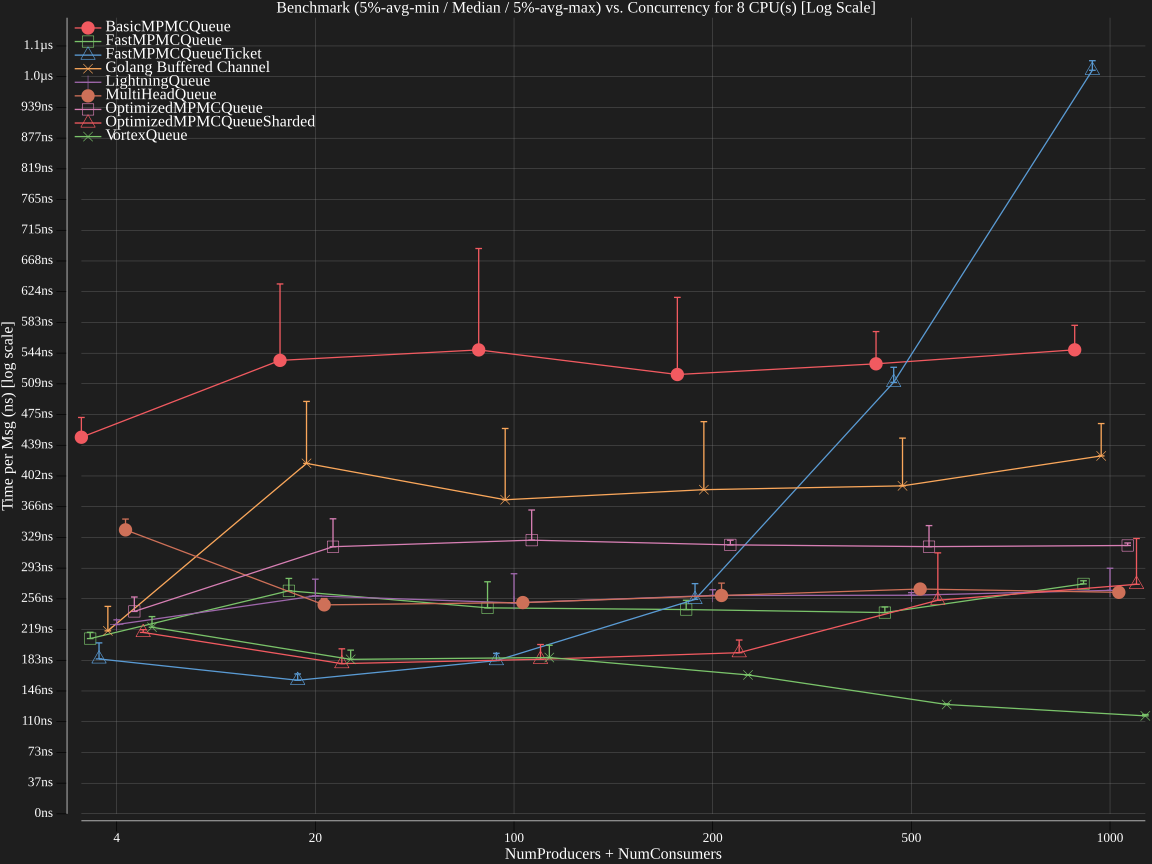 Benchmark (5%-avg-min / Median / 5%-avg-max) vs. Concurrency for 8 CPU(s) [Log Scale]
BasicMPMCQueue
FastMPMCQueue
FastMPMCQueueTicket
Golang Buffered Channel
LightningQueue
MultiHeadQueue
OptimizedMPMCQueue
OptimizedMPMCQueueSharded
VortexQueue
1.1µs
1.0µs
939ns
877ns
819ns
765ns
715ns
668ns
624ns
583ns
544ns
509ns
475ns
439ns
402ns
366ns
329ns
293ns
256ns
219ns
183ns
146ns
110ns
73ns
37ns
0ns
Time per Msg (ns) [log scale]
4 20 100 200 500 1000
NumProducers + NumConsumers